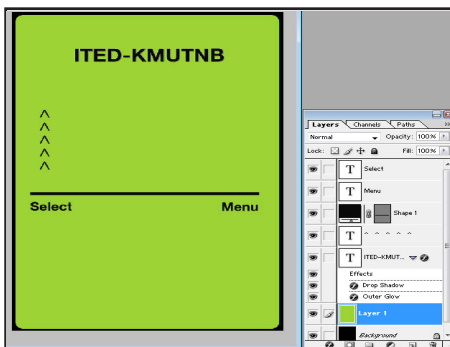 ITED-KMUTNB
^
^
^
^
^
Select Menu
Layers Channels Paths
Normal Opacity: 100%
Lock: Fill: 100%
T Select
T Menu
Shape 1
T ^ ^ ^ ^ ^
T ITED-KMUT...
Effects
Drop Shadow
Outer Glow
Layer 1
Background